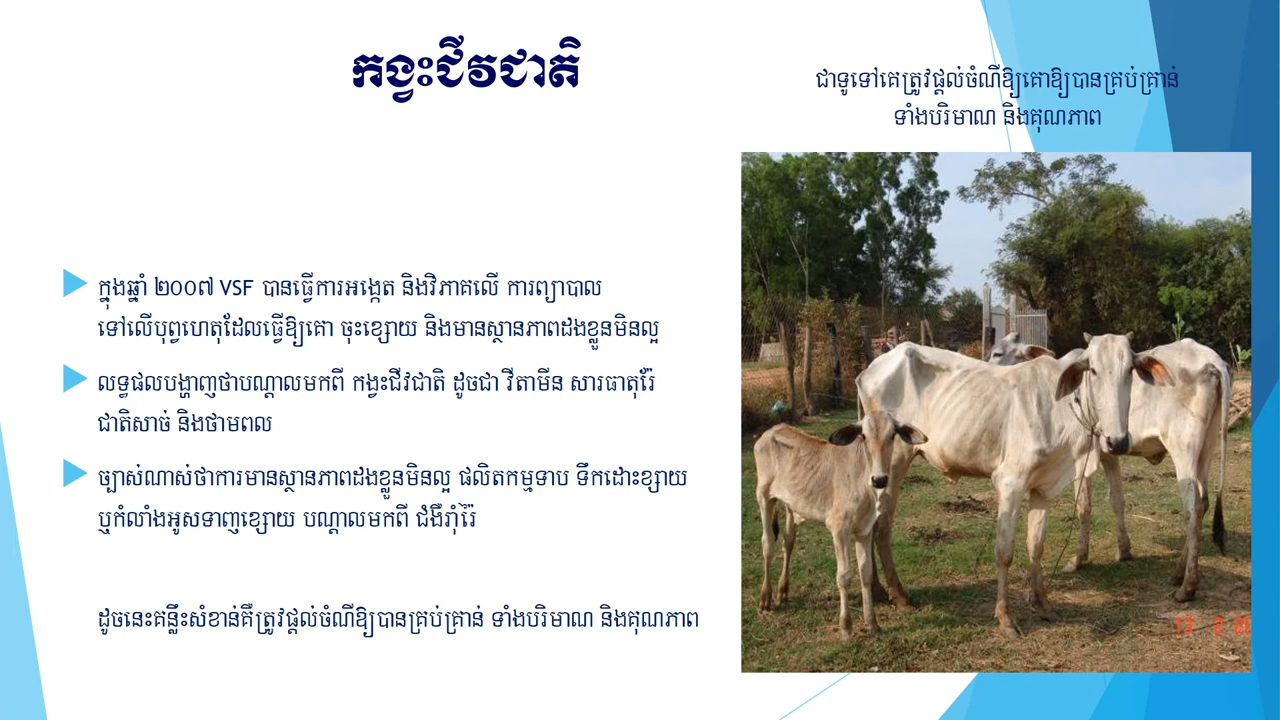 កង្វះជីវជាតិ
ជាទូទៅគេត្រូវផ្តល់ចំណីឱ្យគោឱ្យបានគ្រប់គ្រាន់
ទាំងបរិមាណ និងគុណភាព
ក្នុងឆ្នាំ ២០០៧ VSF បានធ្វើការអង្កេត និងវិភាគលើ ការព្យាបាល
ទៅលើបុព្វហេតុដែលធ្វើឱ្យគោ ចុះខ្សោយ និងមានស្ថានភាពដងខ្លួនមិនល្អ
លទ្ធផលបង្ហាញថាបណ្តាលមកពី កង្វះជីវជាតិ ដូចជា វីតាមីន សារធាតុរ៉ែ
ជាតិសាច់ និងថាមពល
ច្បាស់ណាស់ថាការមានស្ថានភាពដងខ្លួនមិនល្អ ផលិតកម្មទាប ទឹកដោះខ្សោយ
ឬកំលាំងអូសទាញខ្សោយ បណ្តាលមកពី ជំងឺរ៉ាំរ៉ៃ
ដូចនេះគន្លឹះសំខាន់គឺត្រូវផ្តល់ចំណីឱ្យបានគ្រប់គ្រាន់ ទាំងបរិមាណ និងគុណភាព